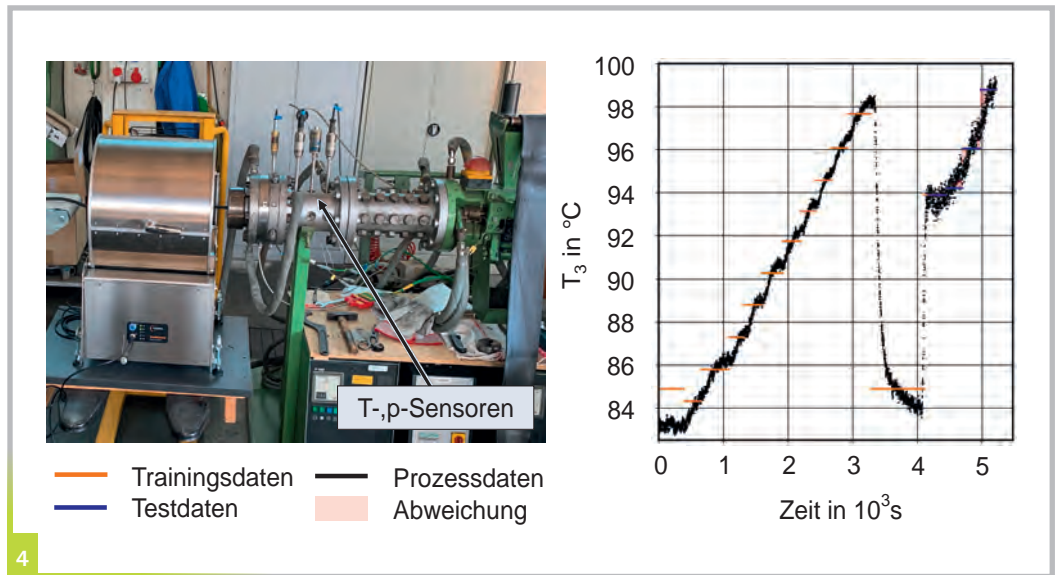 T-,p-Sensoren
Trainingsdaten
Prozessdaten
Testdaten
Abweichung
T₃ in °C
100
98
96
94
92
90
88
86
84
0 1 2 3 4 5
Zeit in 10³s
4